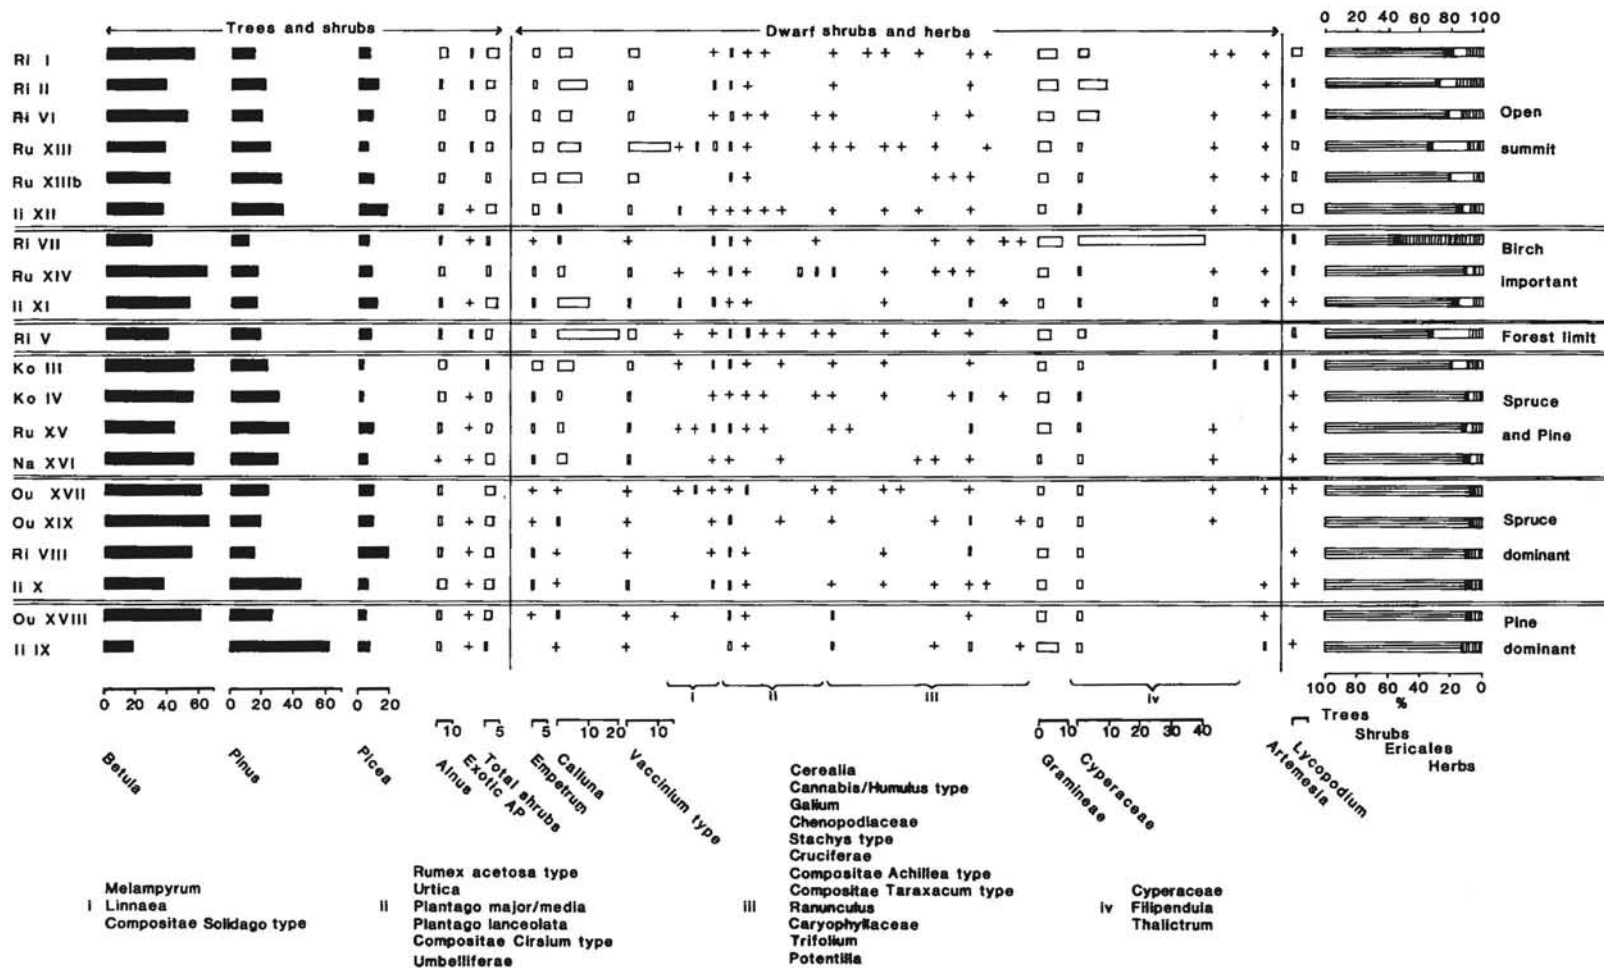 0 20 40 60 80 100
Trees and shrubs
Dwarf shrubs and herbs
Ri I
Ri II
Ri VI
Open
Ru XIII
summit
Ru XIIIb
Ii XII
Ri VII
Birch
Ru XIV
important
Ii XI
Ri V
Forest limit
Ko III
Ko IV
Spruce
Ru XV
and Pine
Na XVI
Ou XVII
Ou XIX
Spruce
Ri VIII
dominant
Ii X
Ou XVIII
Pine
Ii IX
dominant
i
ii
iii
iv
0 20 40 60
0 20 40 60
0 20
10
5
5
10 20
10
0 10
10 20 30 40
100 80 60 40 20 0
%
Trees
Shrubs
Ericales
Herbs
Betula
Pinus
Picea
Alnus
Exotic AP
Total shrubs
Empetrum
Calluna
Vaccinium type
Gramineae
Cyperaceae
Artemesia
Lycopodium
Melampyrum
i Linnaea
Compositae Solidago type
Rumex acetosa type
Urtica
ii Plantago major/media
Plantago lanceolata
Compositae Cirsium type
Umbelliferae
Cerealia
Cannabis/Humulus type
Galium
Chenopodiaceae
Stachys type
Cruciferae
Compositae Achillea type
Compositae Taraxacum type
iii Ranunculus
Caryophyllaceae
Trifolium
Potentilla
Cyperaceae
iv Filipendula
Thalictrum